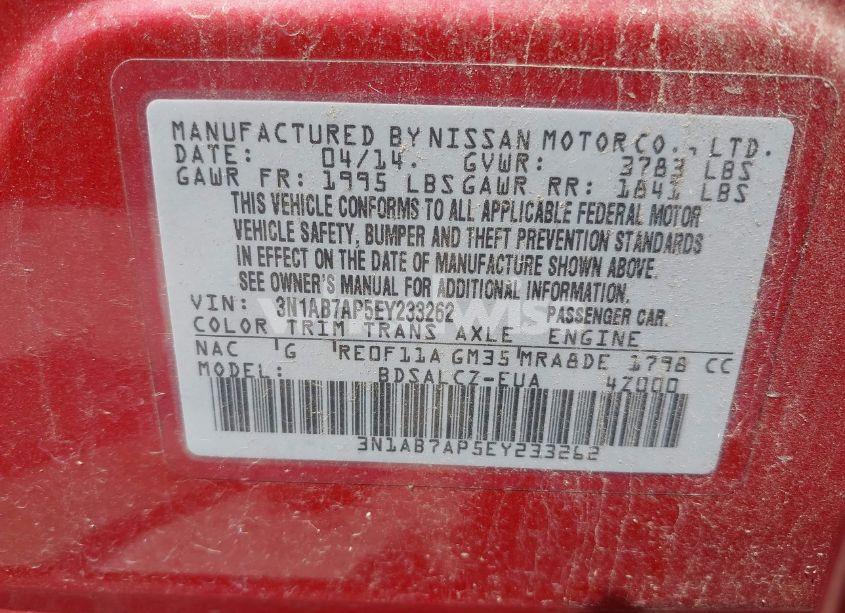 MANUFACTURED BY NISSAN MOTOR CO., LTD.
DATE: 04/14. GVWR: 3783 LBS
GAWR FR: 1995 LBS GAWR RR: 1841 LBS
THIS VEHICLE CONFORMS TO ALL APPLICABLE FEDERAL MOTOR
VEHICLE SAFETY, BUMPER AND THEFT PREVENTION STANDARDS
IN EFFECT ON THE DATE OF MANUFACTURE SHOWN ABOVE.
SEE OWNER'S MANUAL FOR ADDITIONAL INFORMATION.
VIN: 3N1AB7AP5EY233262 PASSENGER CAR.
COLOR TRIM TRANS AXLE ENGINE
NAC G RE0F11A GM35 MRA8DE 1798 CC
MODEL: BDSALCZ-EUA 4Z000
3N1AB7AP5EY233262